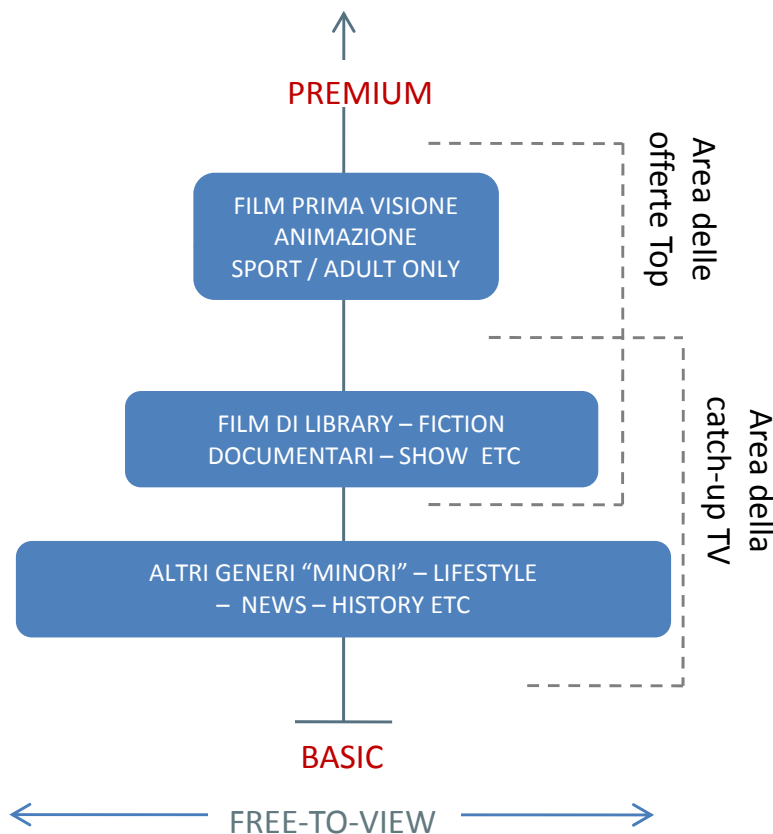 PREMIUM
Area delle
offerte Top
FILM PRIMA VISIONE
ANIMAZIONE
SPORT / ADULT ONLY
FILM DI LIBRARY – FICTION
DOCUMENTARI – SHOW  ETC
Area della
catch-up TV
ALTRI GENERI “MINORI” – LIFESTYLE
–  NEWS – HISTORY ETC
BASIC
FREE-TO-VIEW